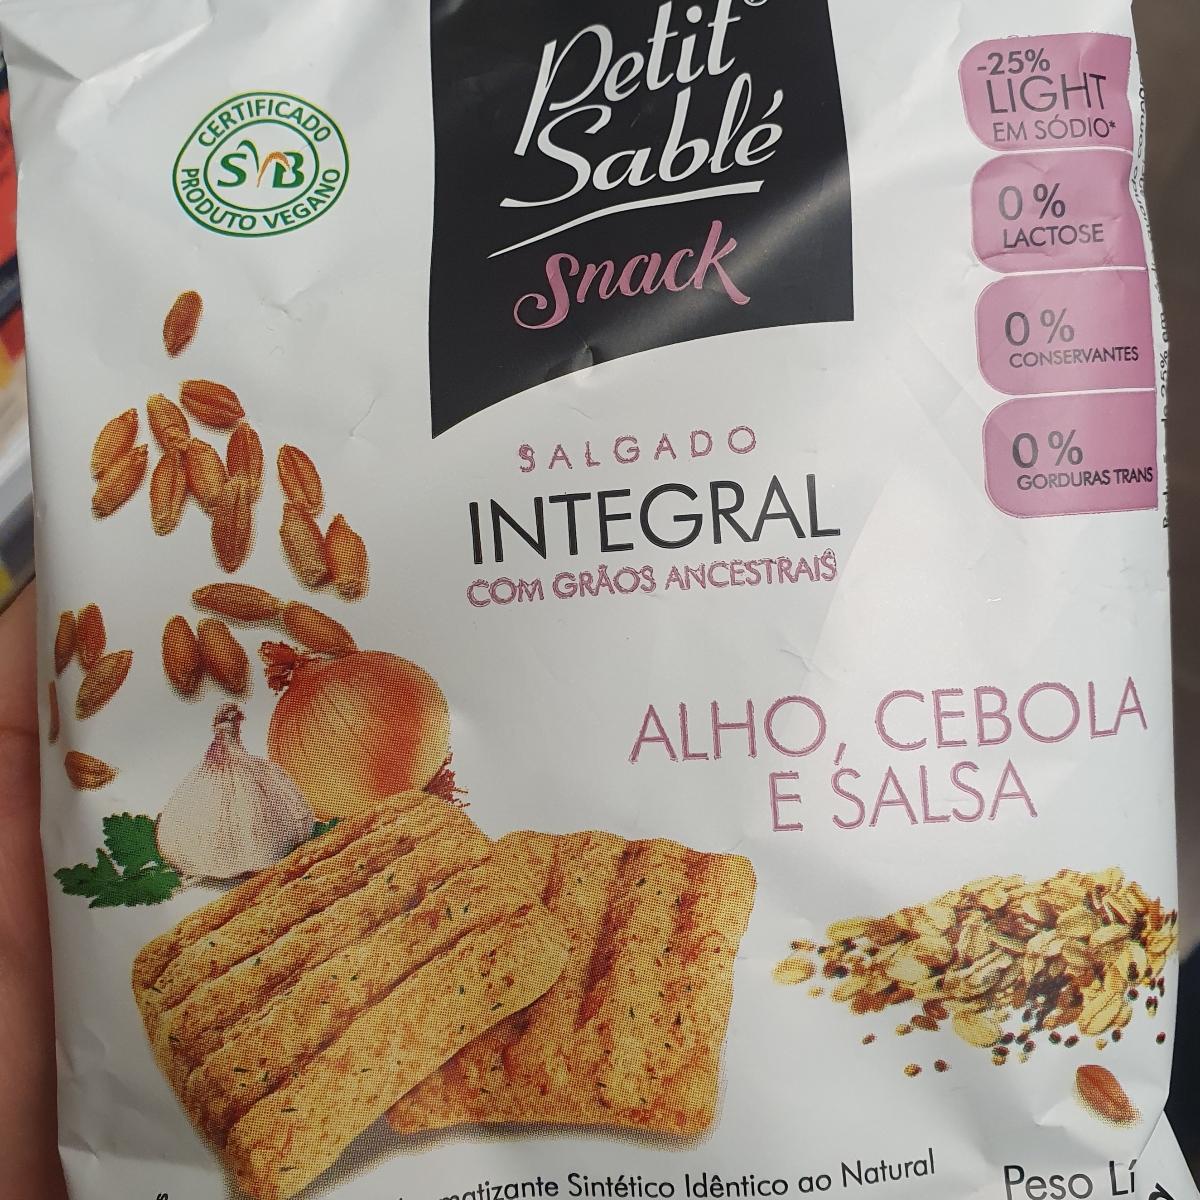 Petit®
Sablé
Snack
CERTIFICADO
SVB
PRODUTO VEGANO
-25%
LIGHT
EM SÓDIO*
0 %
LACTOSE
0 %
CONSERVANTES
0 %
GORDURAS TRANS
SALGADO
INTEGRAL
COM GRÃOS ANCESTRAIS
ALHO, CEBOLA
E SALSA
Sintético Idêntico ao Natural
Peso